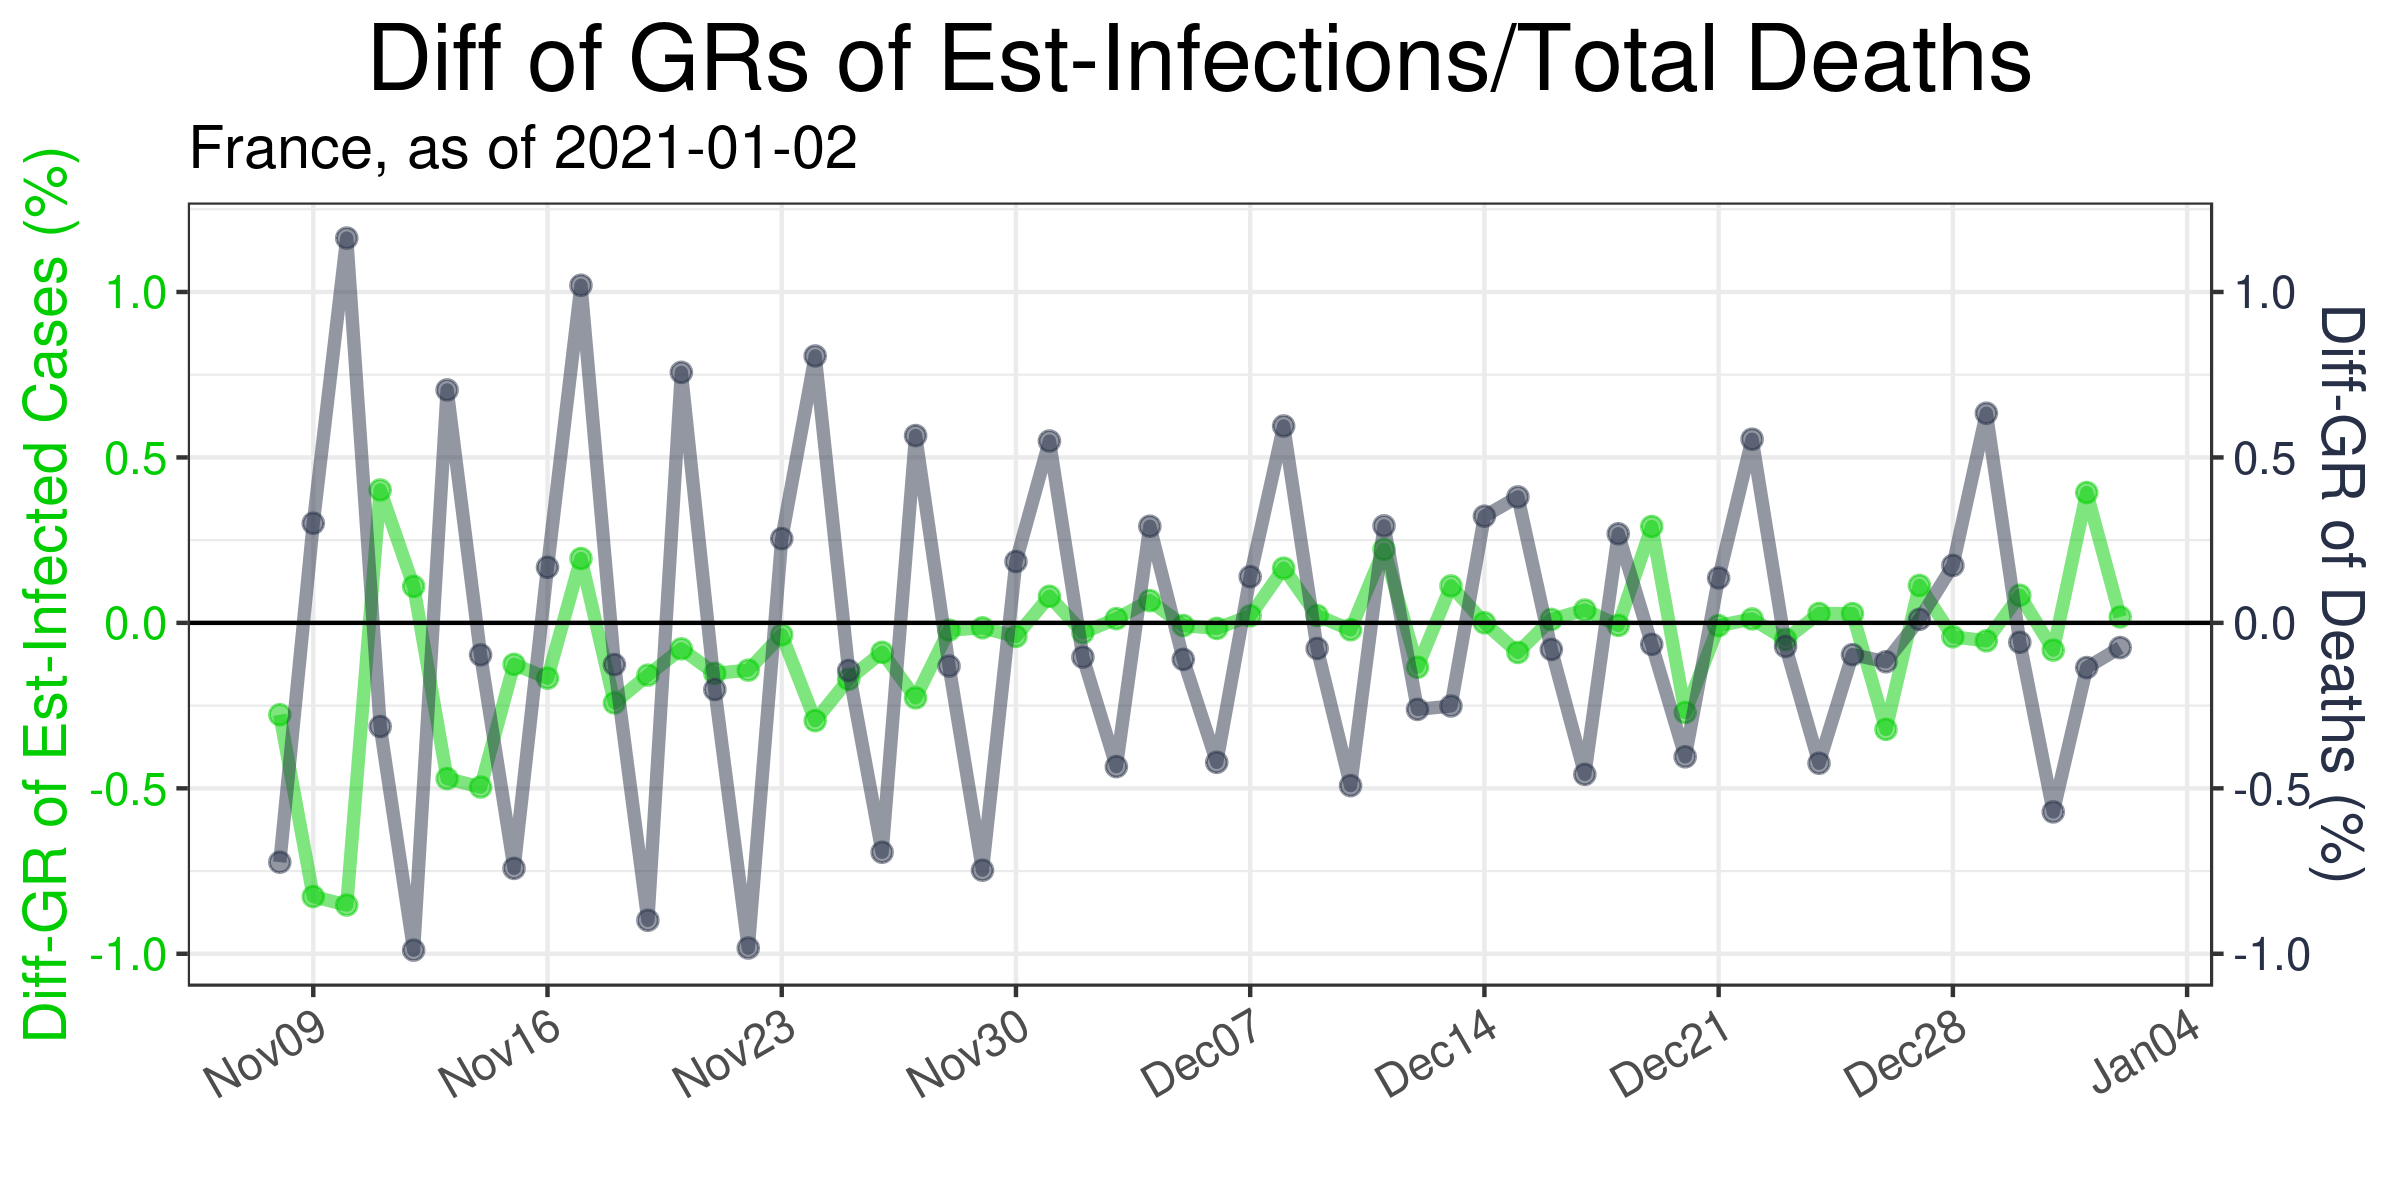 Diff of GRs of Est-Infections/Total Deaths
France, as of 2021-01-02
Diff-GR of Est-Infected Cases (%)
1.0
0.5
0.0
-0.5
-1.0
1.0
0.5
0.0
-0.5
-1.0
Diff-GR of Deaths (%)
Nov09
Nov16
Nov23
Nov30
Dec07
Dec14
Dec21
Dec28
Jan04